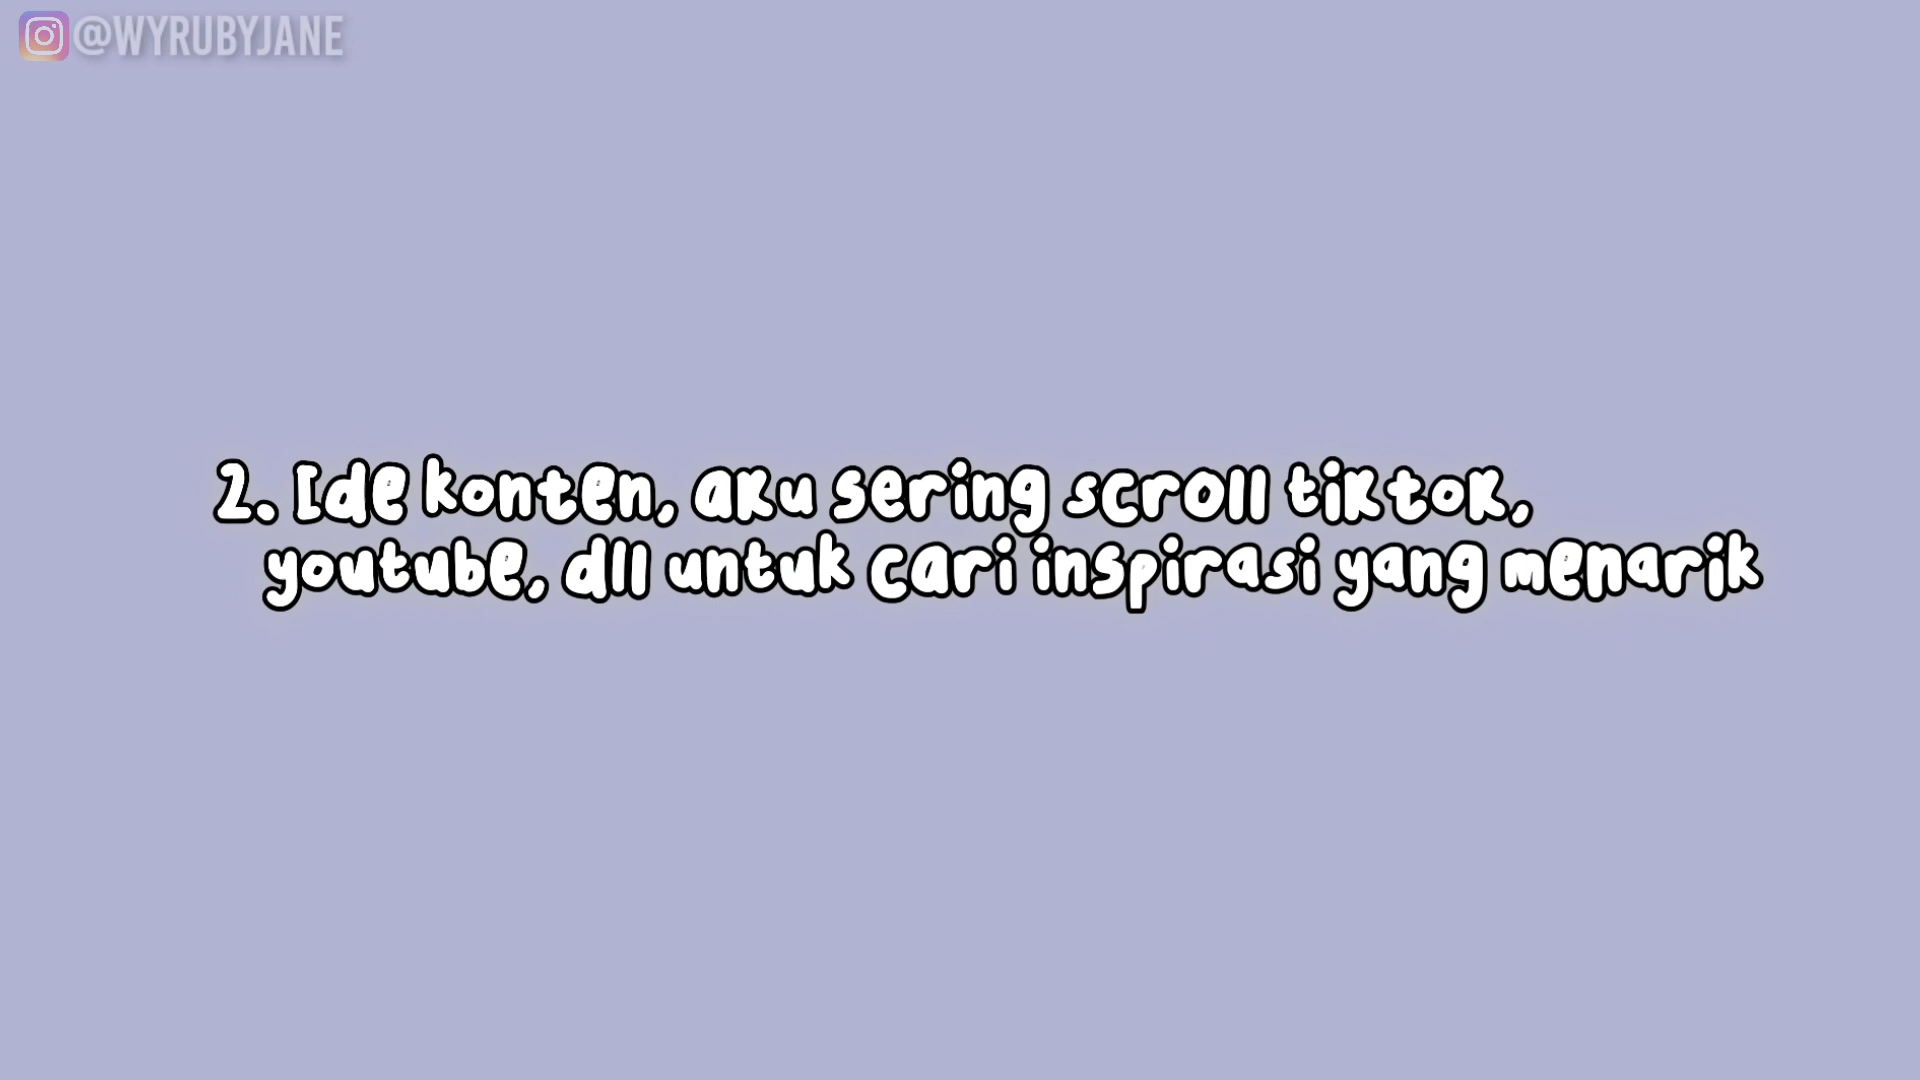 @WYRUBYJANE
2. Ide konten, aku sering scroll tiktok,
youtube, dll untuk cari inspirasi yang menarik